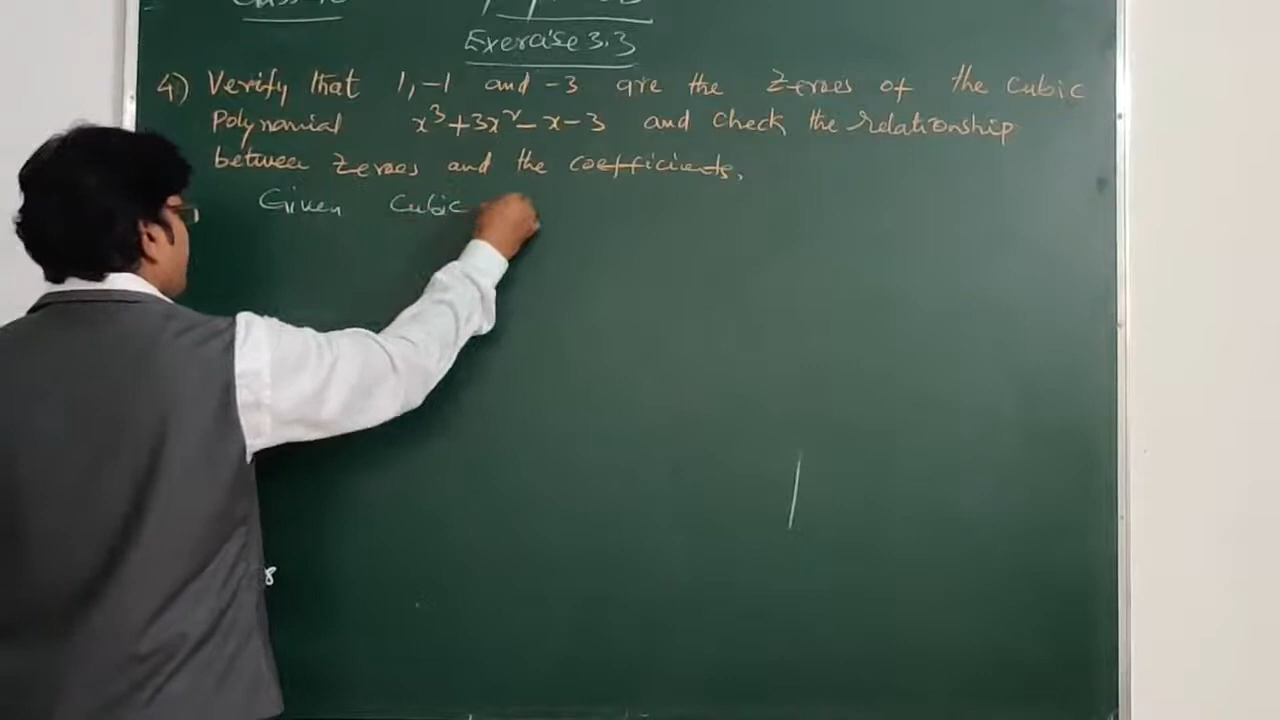 Exercise 3.3
4) Verify that 1, -1 and -3 are the Zeroes of the Cubic
Polynomial x³+3x²-x-3 and Check the relationship
between Zeroes and the coefficients.
Given Cubic
8